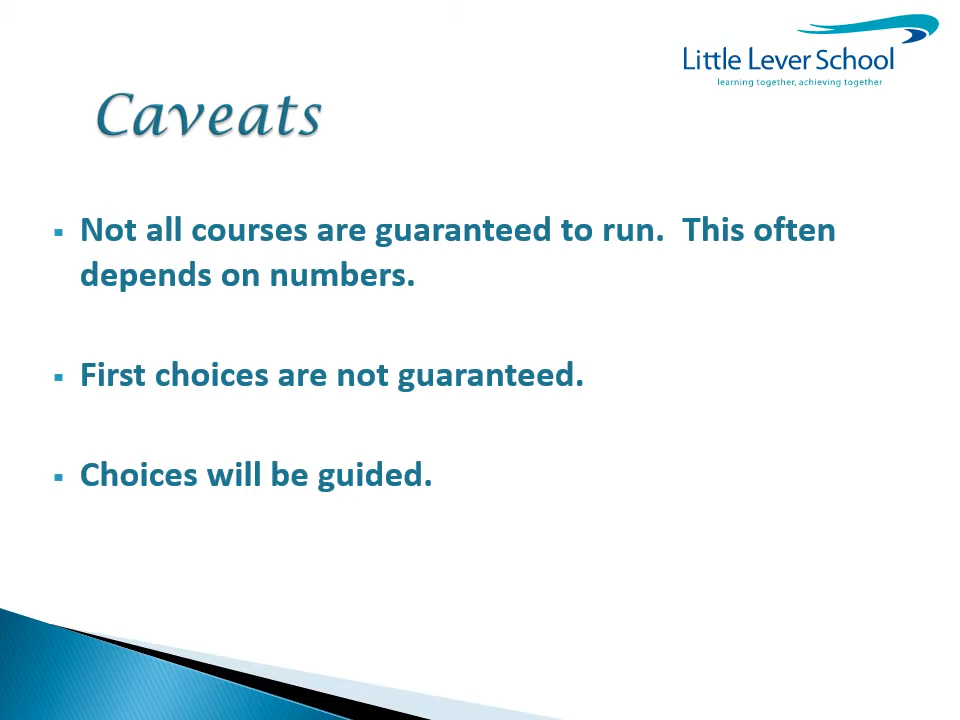 Little Lever School
learning together, achieving together
Caveats
▪ Not all courses are guaranteed to run.  This often
depends on numbers.
▪ First choices are not guaranteed.
▪ Choices will be guided.